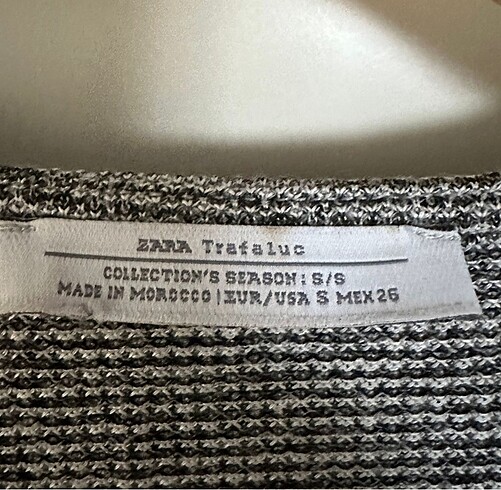 ZARA Trafaluc
COLLECTION'S SEASON: S/S
MADE IN MOROCCO | EUR/USA S MEX 26